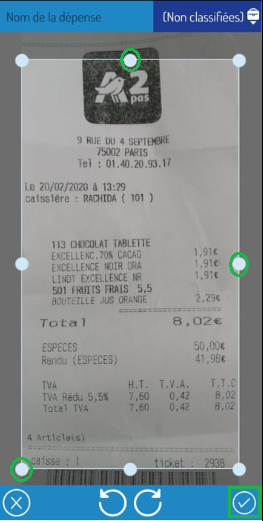 Nom de la dépense
(Non classifiées)
A2
pas
9 RUE DU 4 SEPTEMBRE
75002 PARIS
Tel : 01.40.20.93.17
Le 20/02/2020 à 13:29
caissière : RACHIDA ( 101 )
113 CHOCOLAT TABLETTE
EXCELLENC.70% CACAO 1,91€
EXCELLENCE NOIR ORA 1,91€
LINDT EXCELLENCE NR 1,91€
501 FRUITS FRAIS 5,5
BOUTEILLE JUS ORANGE 2,29€
Total 8,02€
ESPECES 50,00€
Rendu (ESPECES) 41,98€
TVA H.T. T.V.A. T.T.C
TVA Rédu 5,5% 7,60 0,42 8,02
Total TVA 7,60 0,42 8,02
4 Article(s)
caisse : 1 ticket : 2938